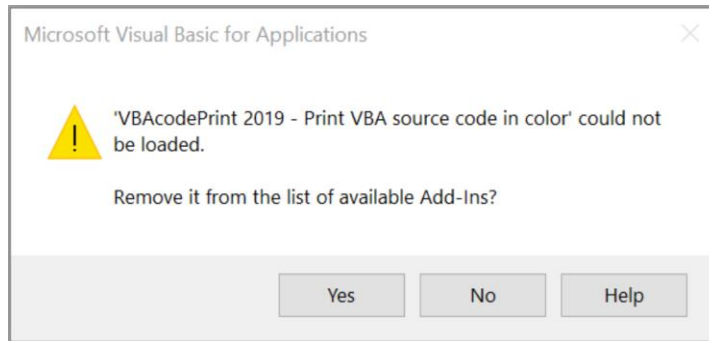 Microsoft Visual Basic for Applications
'VBAcodePrint 2019 - Print VBA source code in color' could not
be loaded.
Remove it from the list of available Add-Ins?
Yes
No
Help